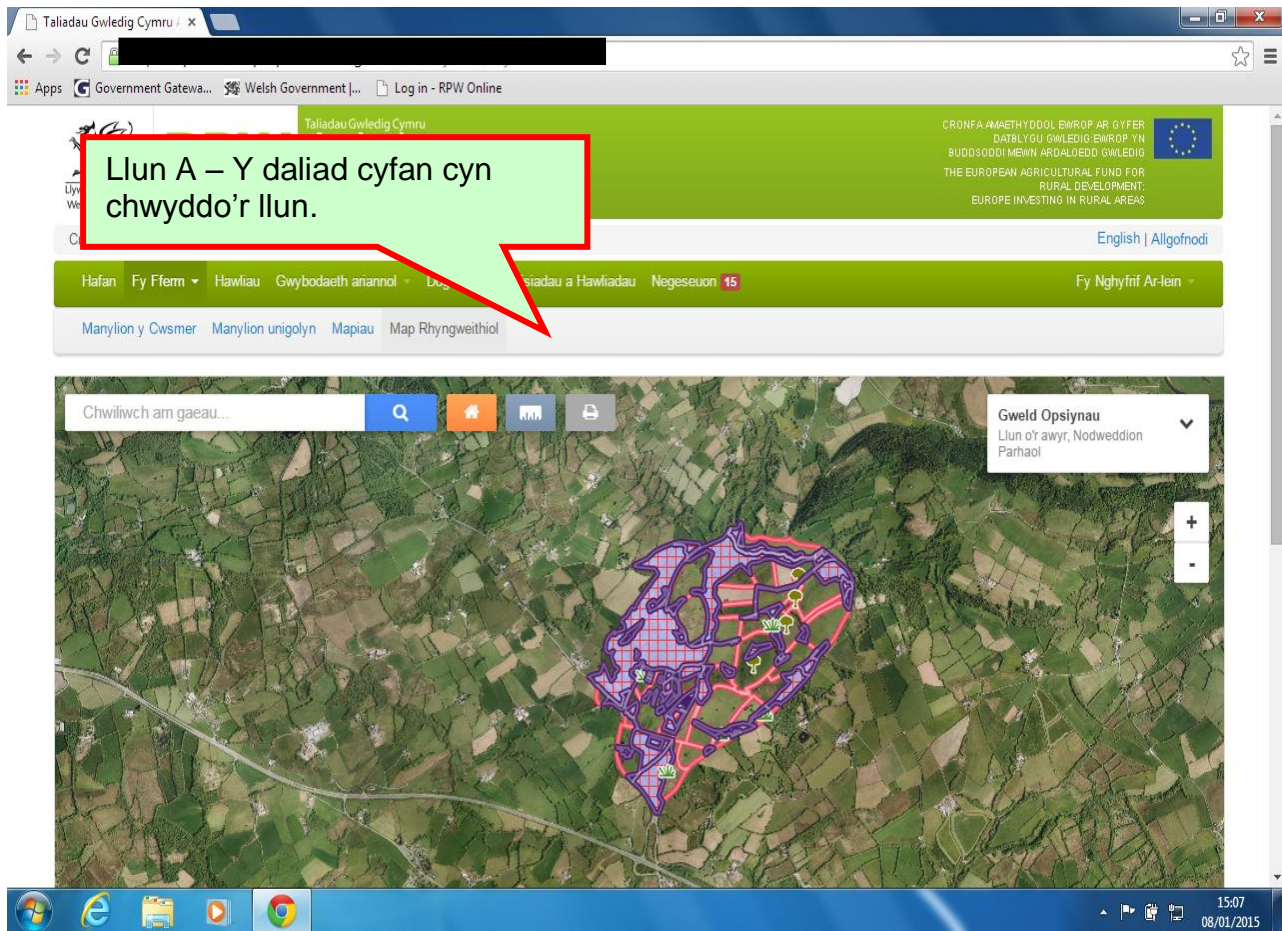 Taliadau Gwledig Cymru
Apps Government Gatewa... Welsh Government |... Log in - RPW Online
Taliadau Gwledig Cymru
CRONFA AMAETHYDDOL EWROP AR GYFER
DATBLYGU GWLEDIG: EWROP YN
BUDDSODDI MEWN ARDALOEDD GWLEDIG
THE EUROPEAN AGRICULTURAL FUND FOR
RURAL DEVELOPMENT:
EUROPE INVESTING IN RURAL AREAS
Llun A – Y daliad cyfan cyn
chwyddo'r llun.
English | Allgofnodi
Hafan Fy Fferm Hawliau Gwybodaeth ariannol a Hawliadau Negeseuon 15 Fy Nghyfrif Ar-lein
Manylion y Cwsmer Manylion unigolyn Mapiau Map Rhyngweithiol
Chwiliwch am gaeau...
Gweld Opsiynau
Llun o'r awyr, Nodweddion
Parhaol
+
-
15:07
08/01/2015